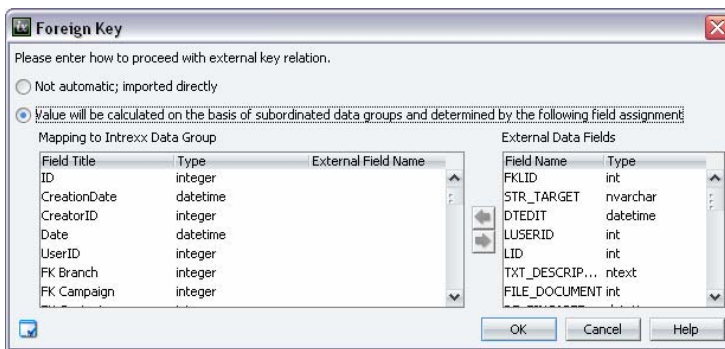 Foreign Key
Please enter how to proceed with external key relation.
Not automatic; imported directly
Value will be calculated on the basis of subordinated data groups and determined by the following field assignment
Mapping to Intrexx Data Group
Field Title Type External Field Name
ID integer
CreationDate datetime
CreatorID integer
Date datetime
UserID integer
FK Branch integer
FK Campaign integer
External Data Fields
Field Name Type
FKLID int
STR_TARGET nvarchar
DTEDIT datetime
LUSERID int
LID int
TXT_DESCRIP... ntext
FILE_DOCUMENT int
OK Cancel Help